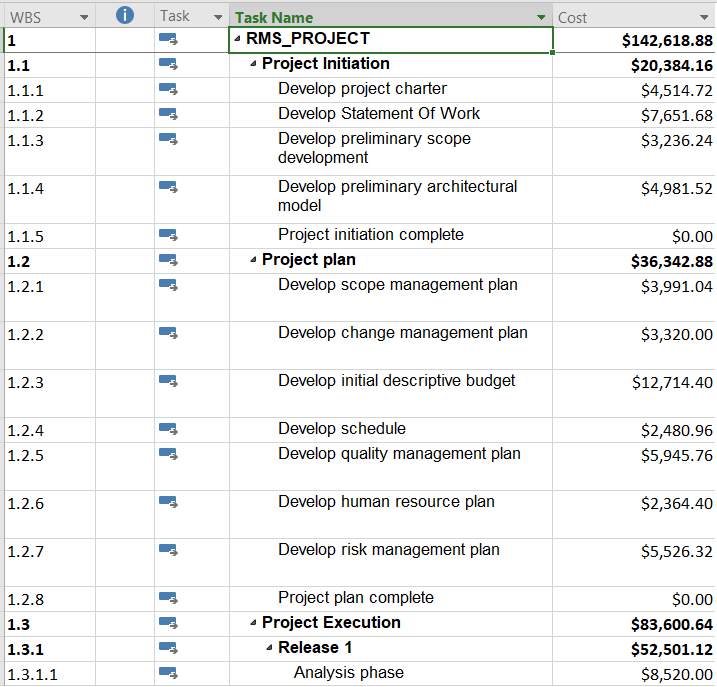 WBS Task Task Name Cost
1 RMS_PROJECT $142,618.88
1.1 Project Initiation $20,384.16
1.1.1 Develop project charter $4,514.72
1.1.2 Develop Statement Of Work $7,651.68
1.1.3 Develop preliminary scope $3,236.24
development
1.1.4 Develop preliminary architectural $4,981.52
model
1.1.5 Project initiation complete $0.00
1.2 Project plan $36,342.88
1.2.1 Develop scope management plan $3,991.04
1.2.2 Develop change management plan $3,320.00
1.2.3 Develop initial descriptive budget $12,714.40
1.2.4 Develop schedule $2,480.96
1.2.5 Develop quality management plan $5,945.76
1.2.6 Develop human resource plan $2,364.40
1.2.7 Develop risk management plan $5,526.32
1.2.8 Project plan complete $0.00
1.3 Project Execution $83,600.64
1.3.1 Release 1 $52,501.12
1.3.1.1 Analysis phase $8,520.00